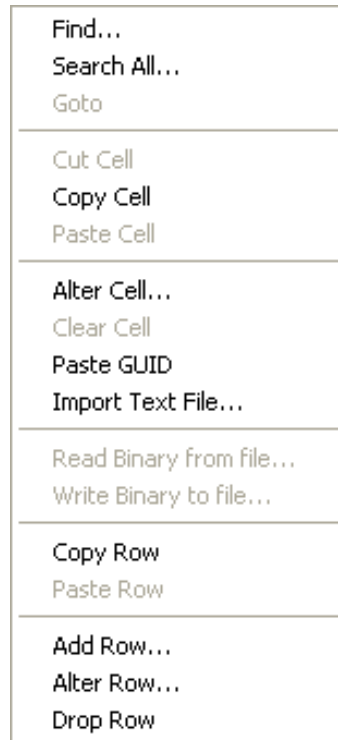 Find...
Search All...
Goto
Cut Cell
Copy Cell
Paste Cell
Alter Cell...
Clear Cell
Paste GUID
Import Text File...
Read Binary from file...
Write Binary to file...
Copy Row
Paste Row
Add Row...
Alter Row...
Drop Row